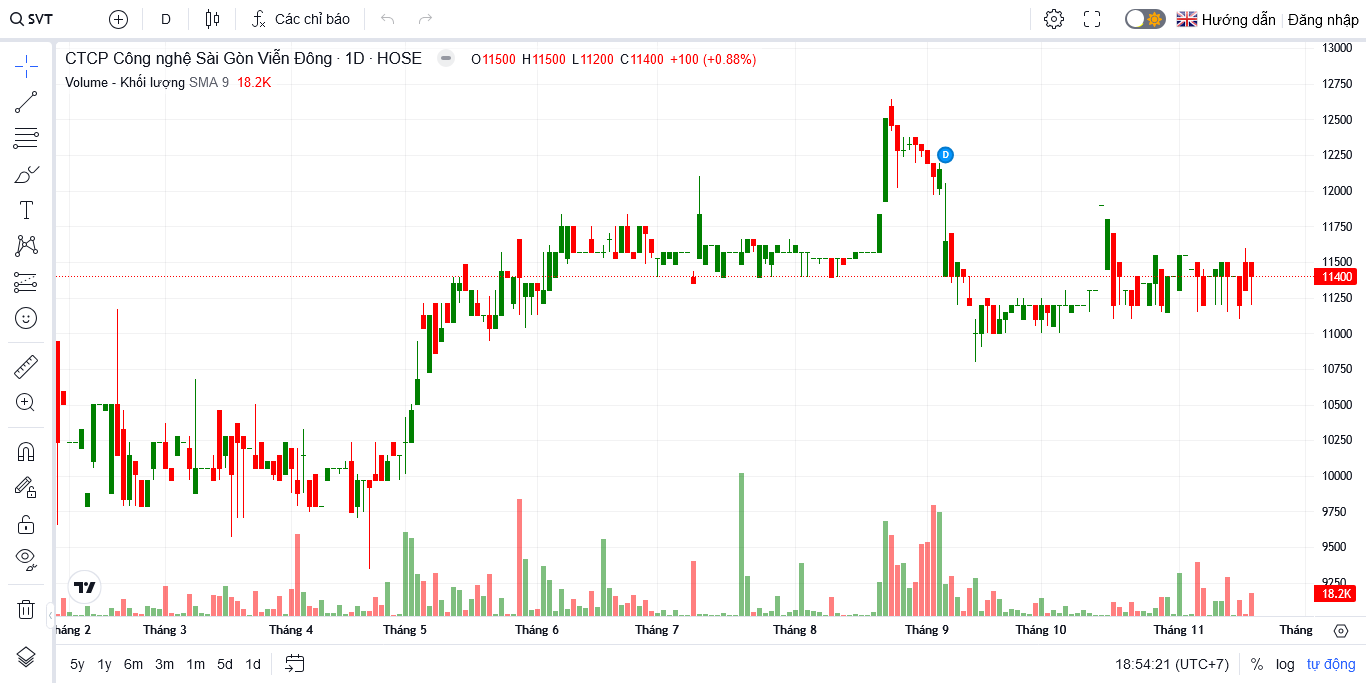 SVT D Các chỉ báo Hướng dẫn Đăng nhập
CTCP Công nghệ Sài Gòn Viễn Đông · 1D · HOSE O11500 H11500 L11200 C11400 +100 (+0.88%)
Volume - Khối lượng SMA 9 18.2K
D
13000
12750
12500
12250
12000
11750
11500
11400
11250
11000
10750
10500
10250
10000
9750
9500
9250
18.2K
háng 2 Tháng 3 Tháng 4 Tháng 5 Tháng 6 Tháng 7 Tháng 8 Tháng 9 Tháng 10 Tháng 11 Tháng
5y 1y 6m 3m 1m 5d 1d 18:54:21 (UTC+7) % log tự động